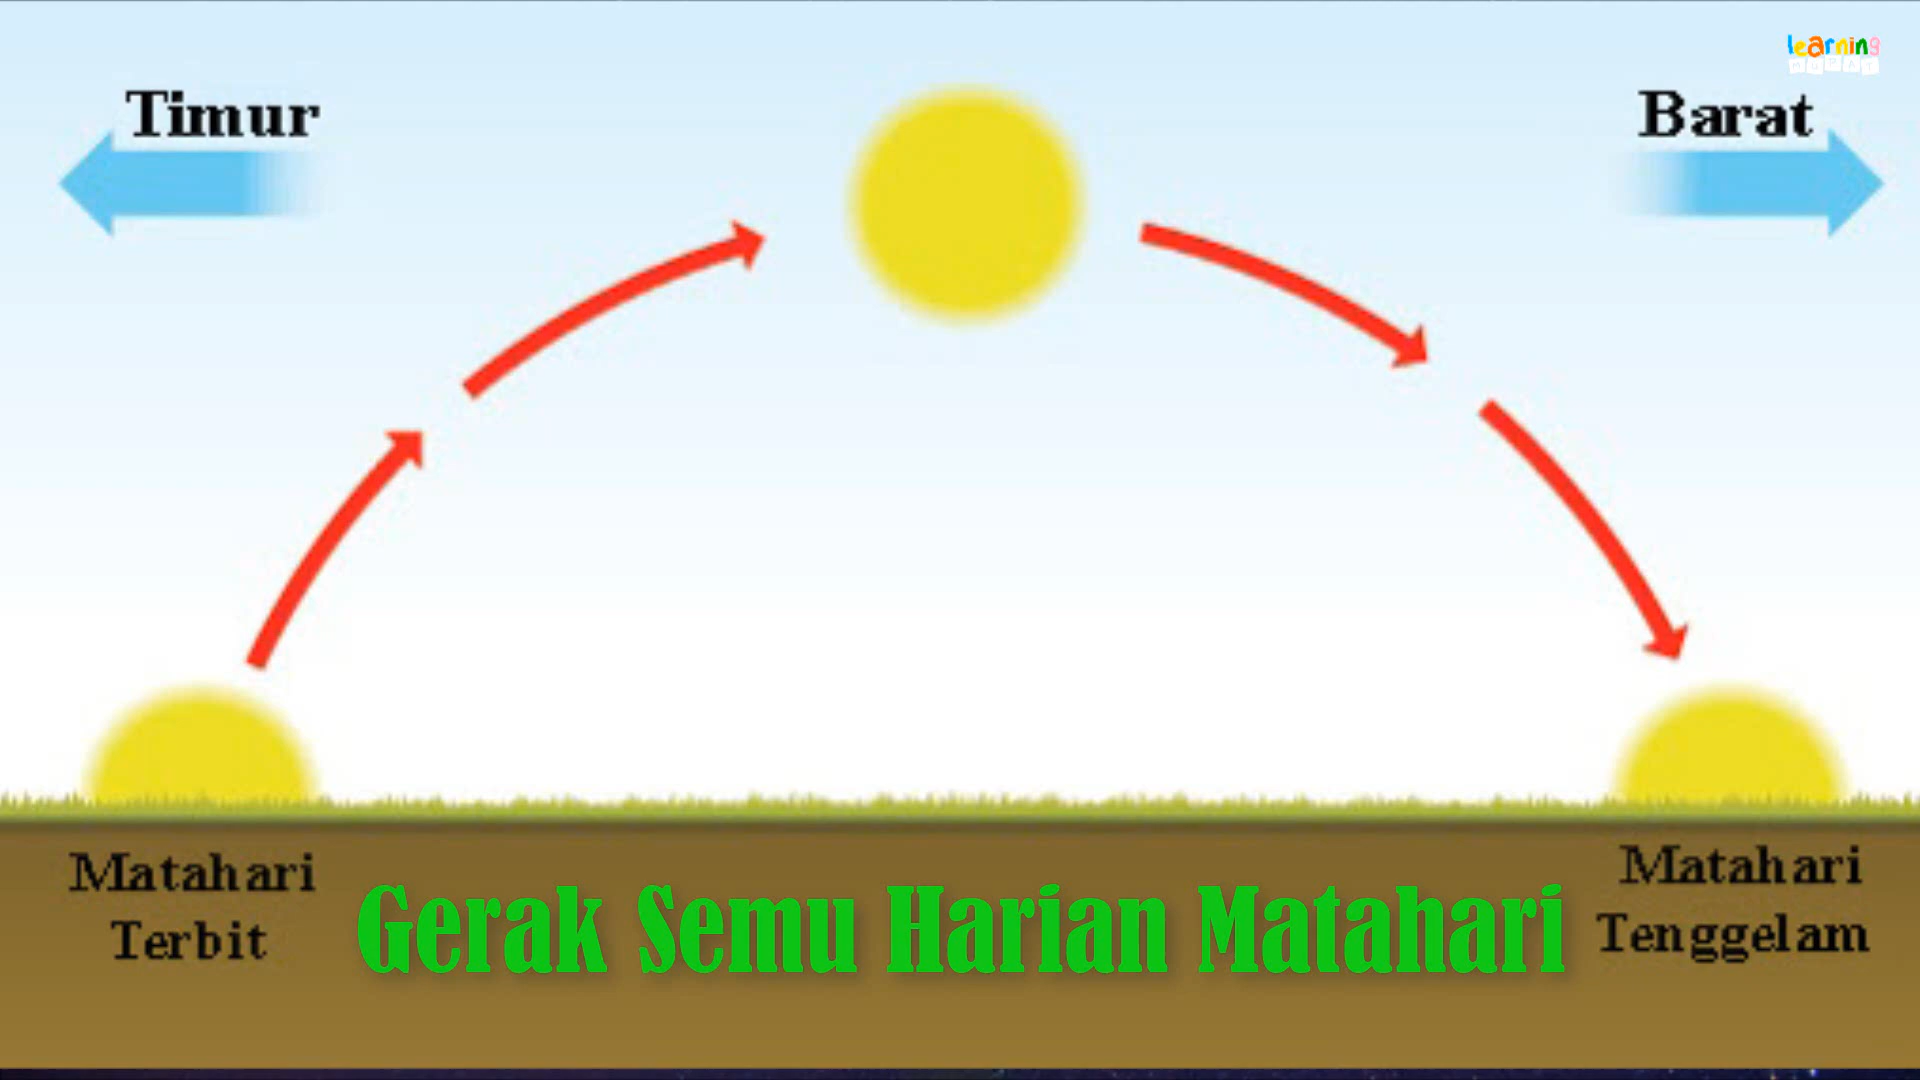 learning
Timur
Barat
Matahari
Terbit
Gerak Semu Harian Matahari
Matahari
Tenggelam